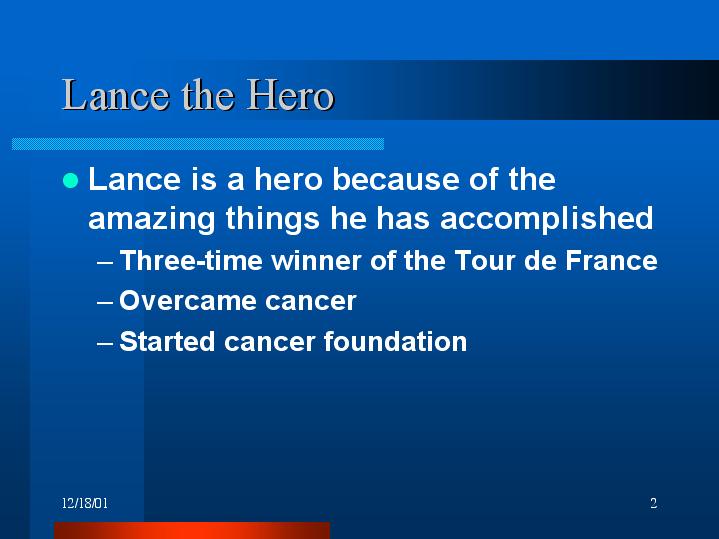 Lance the Hero
Lance is a hero because of the
amazing things he has accomplished
– Three-time winner of the Tour de France
– Overcame cancer
– Started cancer foundation
12/18/01
2